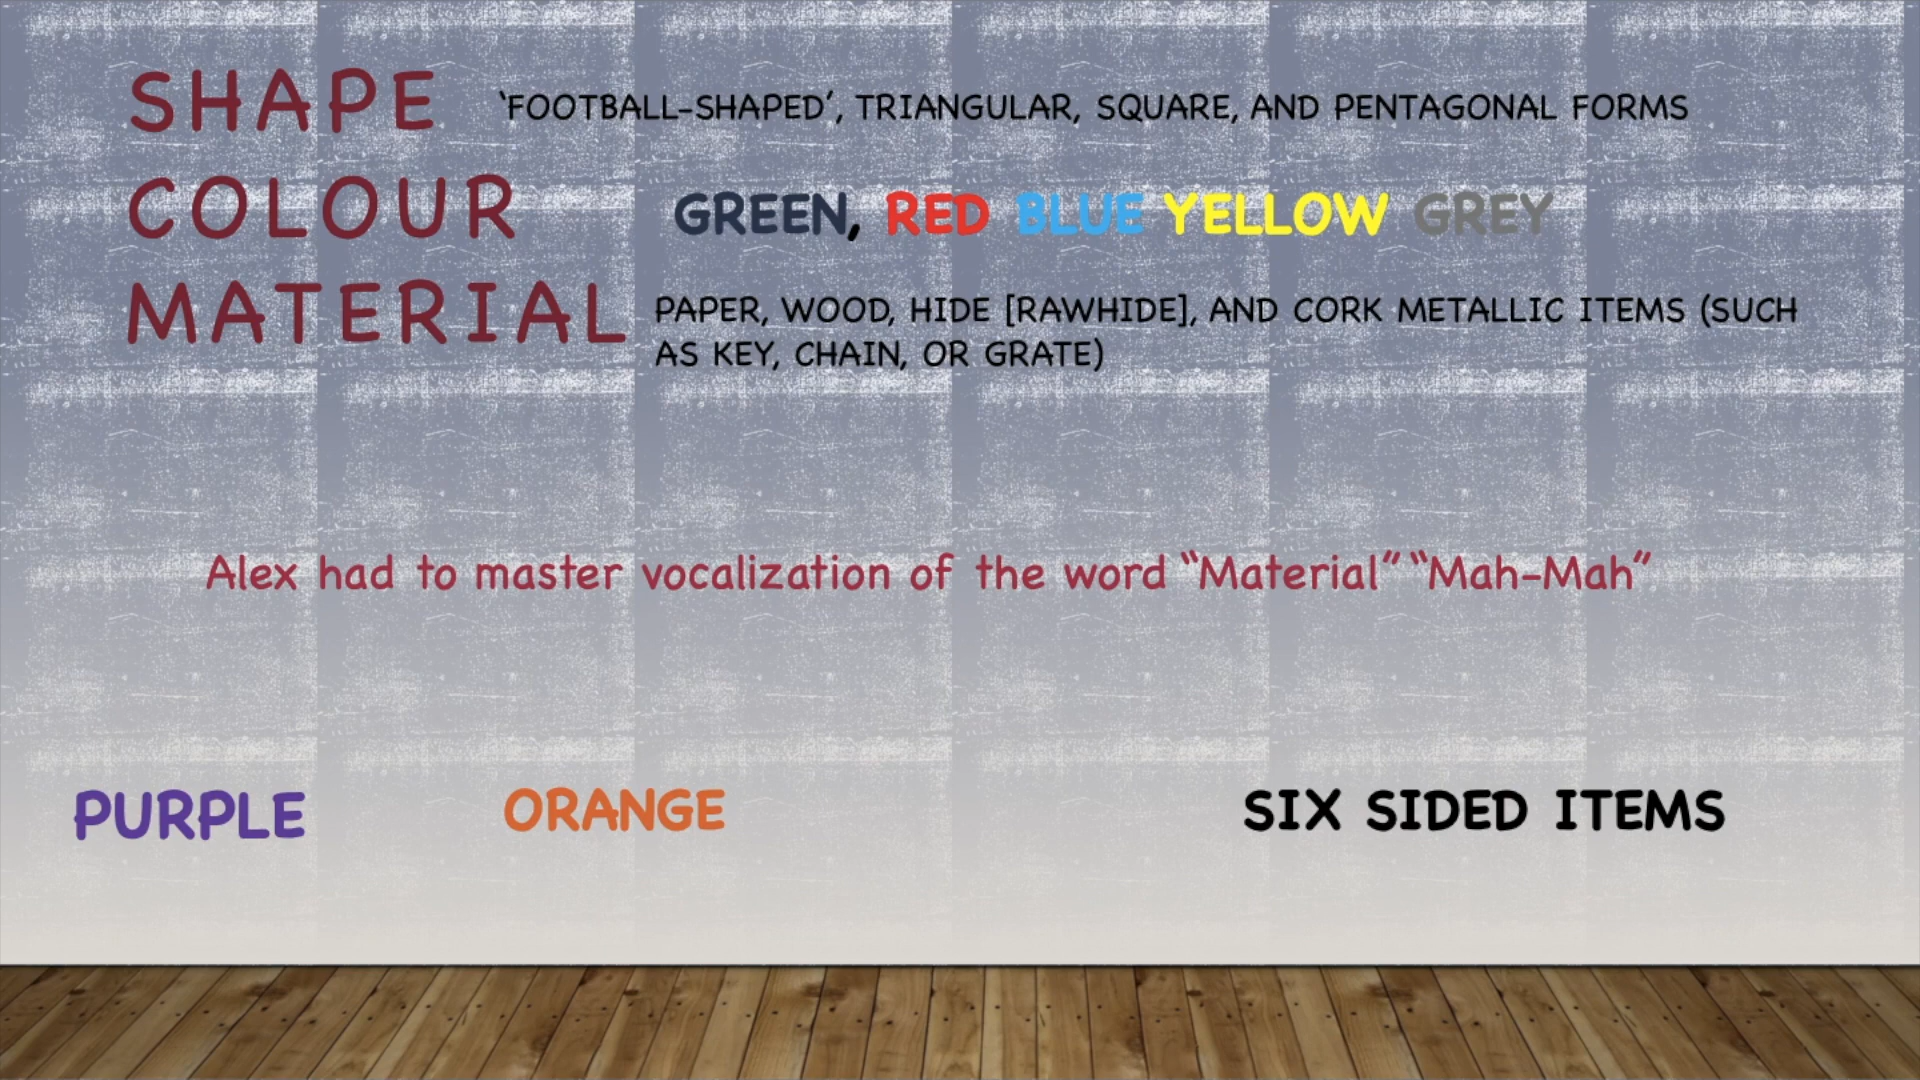 SHAPE
‘FOOTBALL-SHAPED’, TRIANGULAR, SQUARE, AND PENTAGONAL FORMS
COLOUR
GREEN, RED BLUE YELLOW GREY
MATERIAL
PAPER, WOOD, HIDE [RAWHIDE], AND CORK METALLIC ITEMS (SUCH
AS KEY, CHAIN, OR GRATE)
Alex had to master vocalization of the word “Material” “Mah-Mah”
PURPLE
ORANGE
SIX SIDED ITEMS